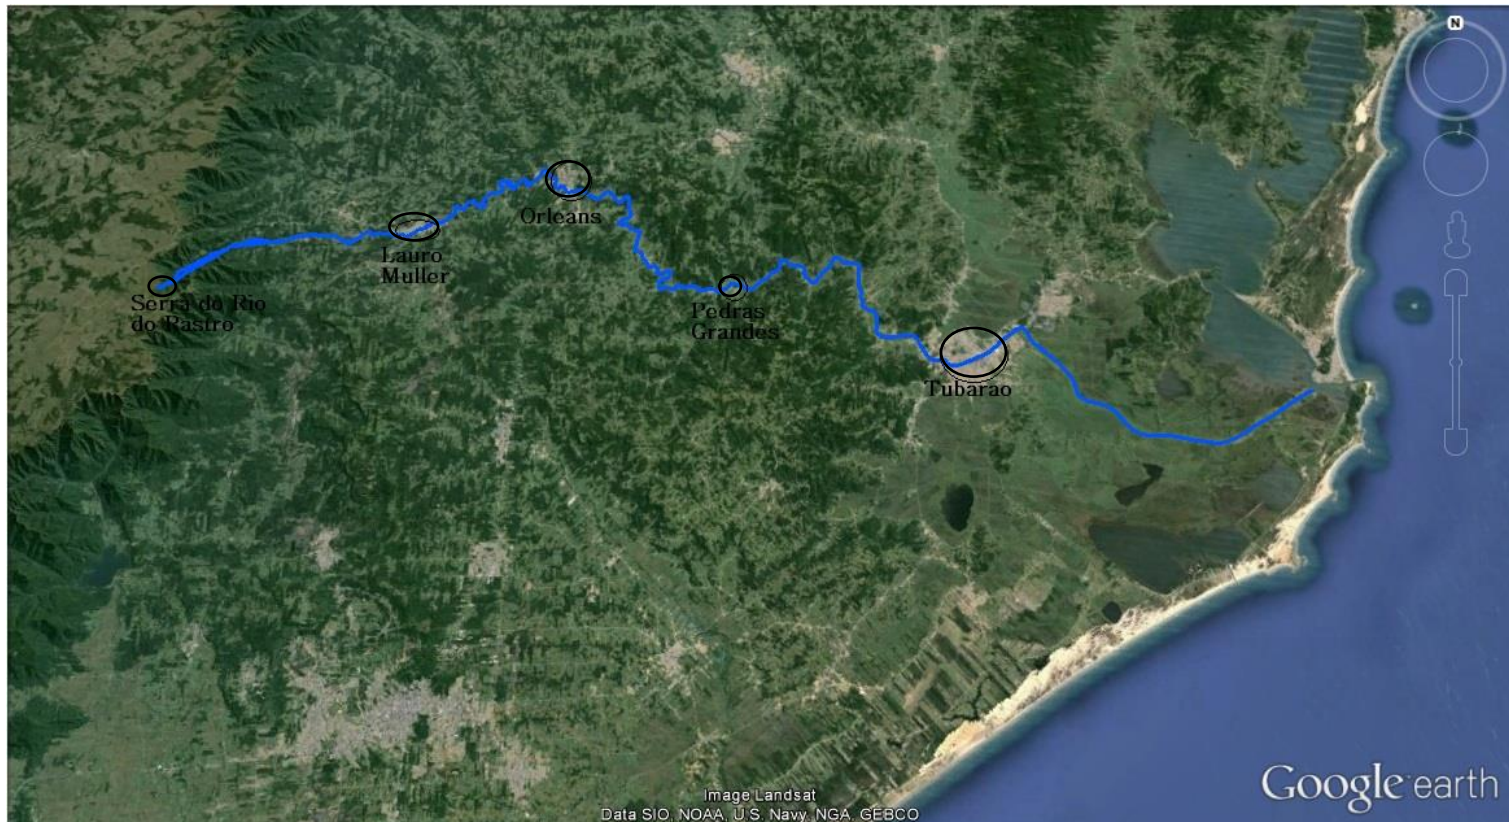 N
Orleans
Lauro
Muller
Serra do Rio
do Rastro
Pedras
Grandes
Tubarao
Google earth
Image Landsat
Data SIO, NOAA, U.S. Navy, NGA, GEBCO